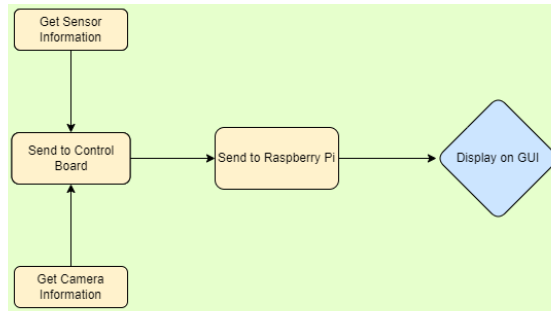 Get Sensor
Information
Send to Control
Board
Send to Raspberry Pi
Display on GUI
Get Camera
Information